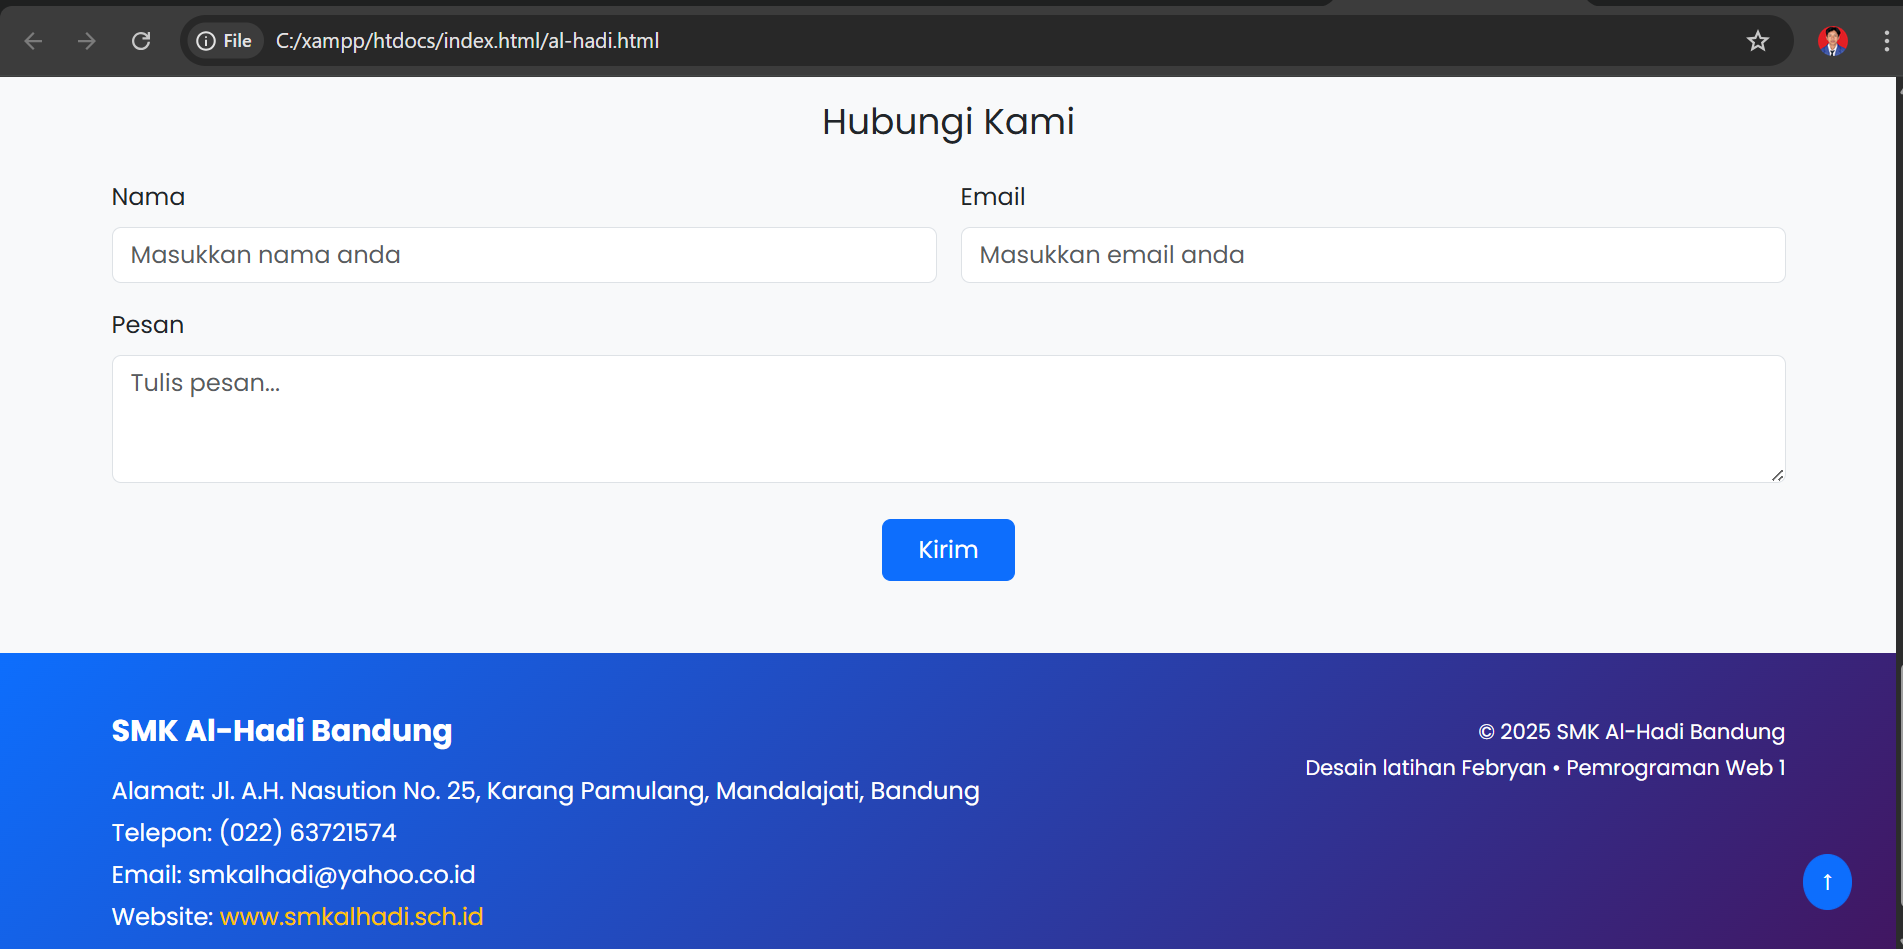 File C:/xampp/htdocs/index.html/al-hadi.html
Hubungi Kami
Nama
Email
Masukkan nama anda
Masukkan email anda
Pesan
Tulis pesan...
Kirim
SMK Al-Hadi Bandung
Alamat: Jl. A.H. Nasution No. 25, Karang Pamulang, Mandalajati, Bandung
Telepon: (022) 63721574
Email: smkalhadi@yahoo.co.id
Website: www.smkalhadi.sch.id
© 2025 SMK Al-Hadi Bandung
Desain latihan Febryan • Pemrograman Web 1
↑